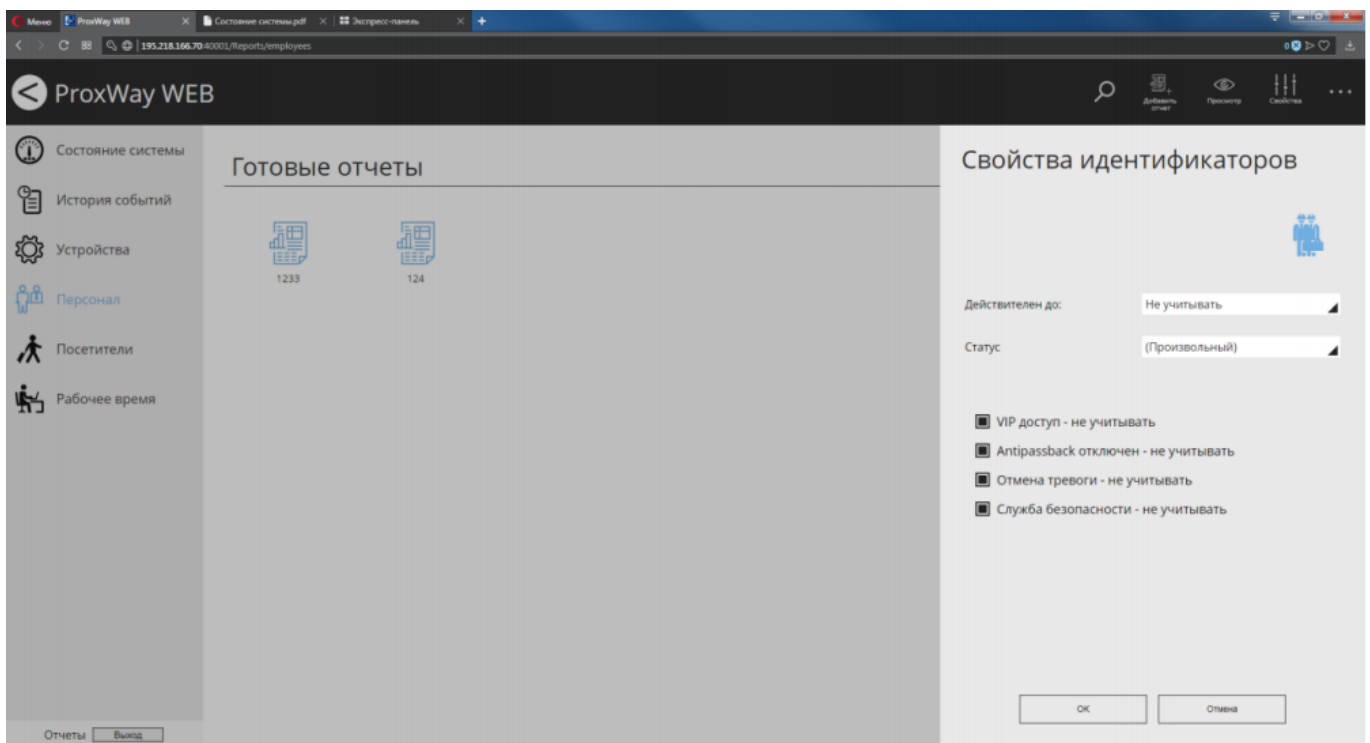 Меню
ProxWay WEB
Состояние системы.pdf
Экспресс-панель
195.218.166.70:40001/Reports/employees
0
ProxWay WEB
Добавить отчет
Просмотр
Свойства
Состояние системы
История событий
Устройства
Персонал
Посетители
Рабочее время
Готовые отчеты
1233
124
Свойства идентификаторов
Действителен до:
Не учитывать
Статус
(Произвольный)
VIP доступ - не учитывать
Antipassback отключен - не учитывать
Отмена тревоги - не учитывать
Служба безопасности - не учитывать
ОК
Отмена
Отчеты
Выход